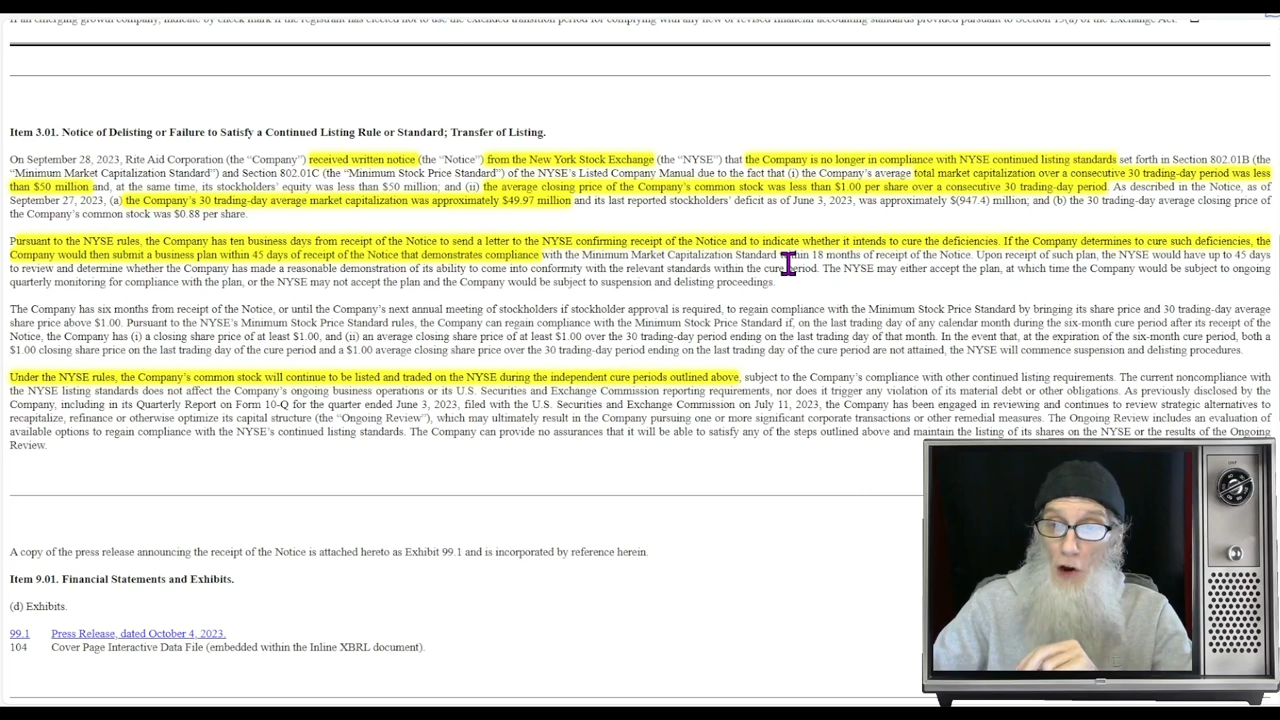 If an emerging growth company, indicate by check mark if the registrant has elected not to use the extended transition period for complying with any new or revised financial accounting standards provided pursuant to Section 13(a) of the Exchange Act.
Item 3.01. Notice of Delisting or Failure to Satisfy a Continued Listing Rule or Standard; Transfer of Listing.
On September 28, 2023, Rite Aid Corporation (the “Company”) received written notice (the “Notice”) from the New York Stock Exchange (the “NYSE”) that the Company is no longer in compliance with NYSE continued listing standards set forth in Section 802.01B (the
“Minimum Market Capitalization Standard”) and Section 802.01C (the “Minimum Stock Price Standard”) of the NYSE’s Listed Company Manual due to the fact that (i) the Company’s average total market capitalization over a consecutive 30 trading-day period was less
than $50 million and, at the same time, its stockholders’ equity was less than $50 million; and (ii) the average closing price of the Company’s common stock was less than $1.00 per share over a consecutive 30 trading-day period. As described in the Notice, as of
September 27, 2023, (a) the Company’s 30 trading-day average market capitalization was approximately $49.97 million and its last reported stockholders’ deficit as of June 3, 2023, was approximately $(947.4) million; and (b) the 30 trading-day average closing price of
the Company’s common stock was $0.88 per share.
Pursuant to the NYSE rules, the Company has ten business days from receipt of the Notice to send a letter to the NYSE confirming receipt of the Notice and to indicate whether it intends to cure the deficiencies. If the Company determines to cure such deficiencies, the
Company would then submit a business plan within 45 days of receipt of the Notice that demonstrates compliance with the Minimum Market Capitalization Standard within 18 months of receipt of the Notice. Upon receipt of such plan, the NYSE would have up to 45 days
to review and determine whether the Company has made a reasonable demonstration of its ability to come into conformity with the relevant standards within the cure period. The NYSE may either accept the plan, at which time the Company would be subject to ongoing
quarterly monitoring for compliance with the plan, or the NYSE may not accept the plan and the Company would be subject to suspension and delisting proceedings.
The Company has six months from receipt of the Notice, or until the Company’s next annual meeting of stockholders if stockholder approval is required, to regain compliance with the Minimum Stock Price Standard by bringing its share price and 30 trading-day average
share price above $1.00. Pursuant to the NYSE’s Minimum Stock Price Standard rules, the Company can regain compliance with the Minimum Stock Price Standard if, on the last trading day of any calendar month during the six-month cure period after its receipt of the
Notice, the Company has (i) a closing share price of at least $1.00, and (ii) an average closing share price of at least $1.00 over the 30 trading-day period ending on the last trading day of that month. In the event that, at the expiration of the six-month cure period, both a
$1.00 closing share price on the last trading day of the cure period and a $1.00 average closing share price over the 30 trading-day period ending on the last trading day of the cure period are not attained, the NYSE will commence suspension and delisting procedures.
Under the NYSE rules, the Company’s common stock will continue to be listed and traded on the NYSE during the independent cure periods outlined above, subject to the Company’s compliance with other continued listing requirements. The current noncompliance with
the NYSE listing standards does not affect the Company’s ongoing business operations or its U.S. Securities and Exchange Commission reporting requirements, nor does it trigger any violation of its material debt or other obligations. As previously disclosed by the
Company, including in its Quarterly Report on Form 10-Q for the quarter ended June 3, 2023, filed with the U.S. Securities and Exchange Commission on July 11, 2023, the Company has been engaged in reviewing and continues to review strategic alternatives to
recapitalize, refinance or otherwise optimize its capital structure (the “Ongoing Review”), which may ultimately result in the Company pursuing one or more significant corporate transactions or other remedial measures. The Ongoing Review includes an evaluation of
available options to regain compliance with the NYSE’s continued listing standards. The Company can provide no assurances that it will be able to satisfy any of the steps outlined above and maintain the listing of its shares on the NYSE or the results of the Ongoing
Review.
A copy of the press release announcing the receipt of the Notice is attached hereto as Exhibit 99.1 and is incorporated by reference herein.
Item 9.01. Financial Statements and Exhibits.
(d) Exhibits.
99.1 Press Release, dated October 4, 2023.
104 Cover Page Interactive Data File (embedded within the Inline XBRL document).